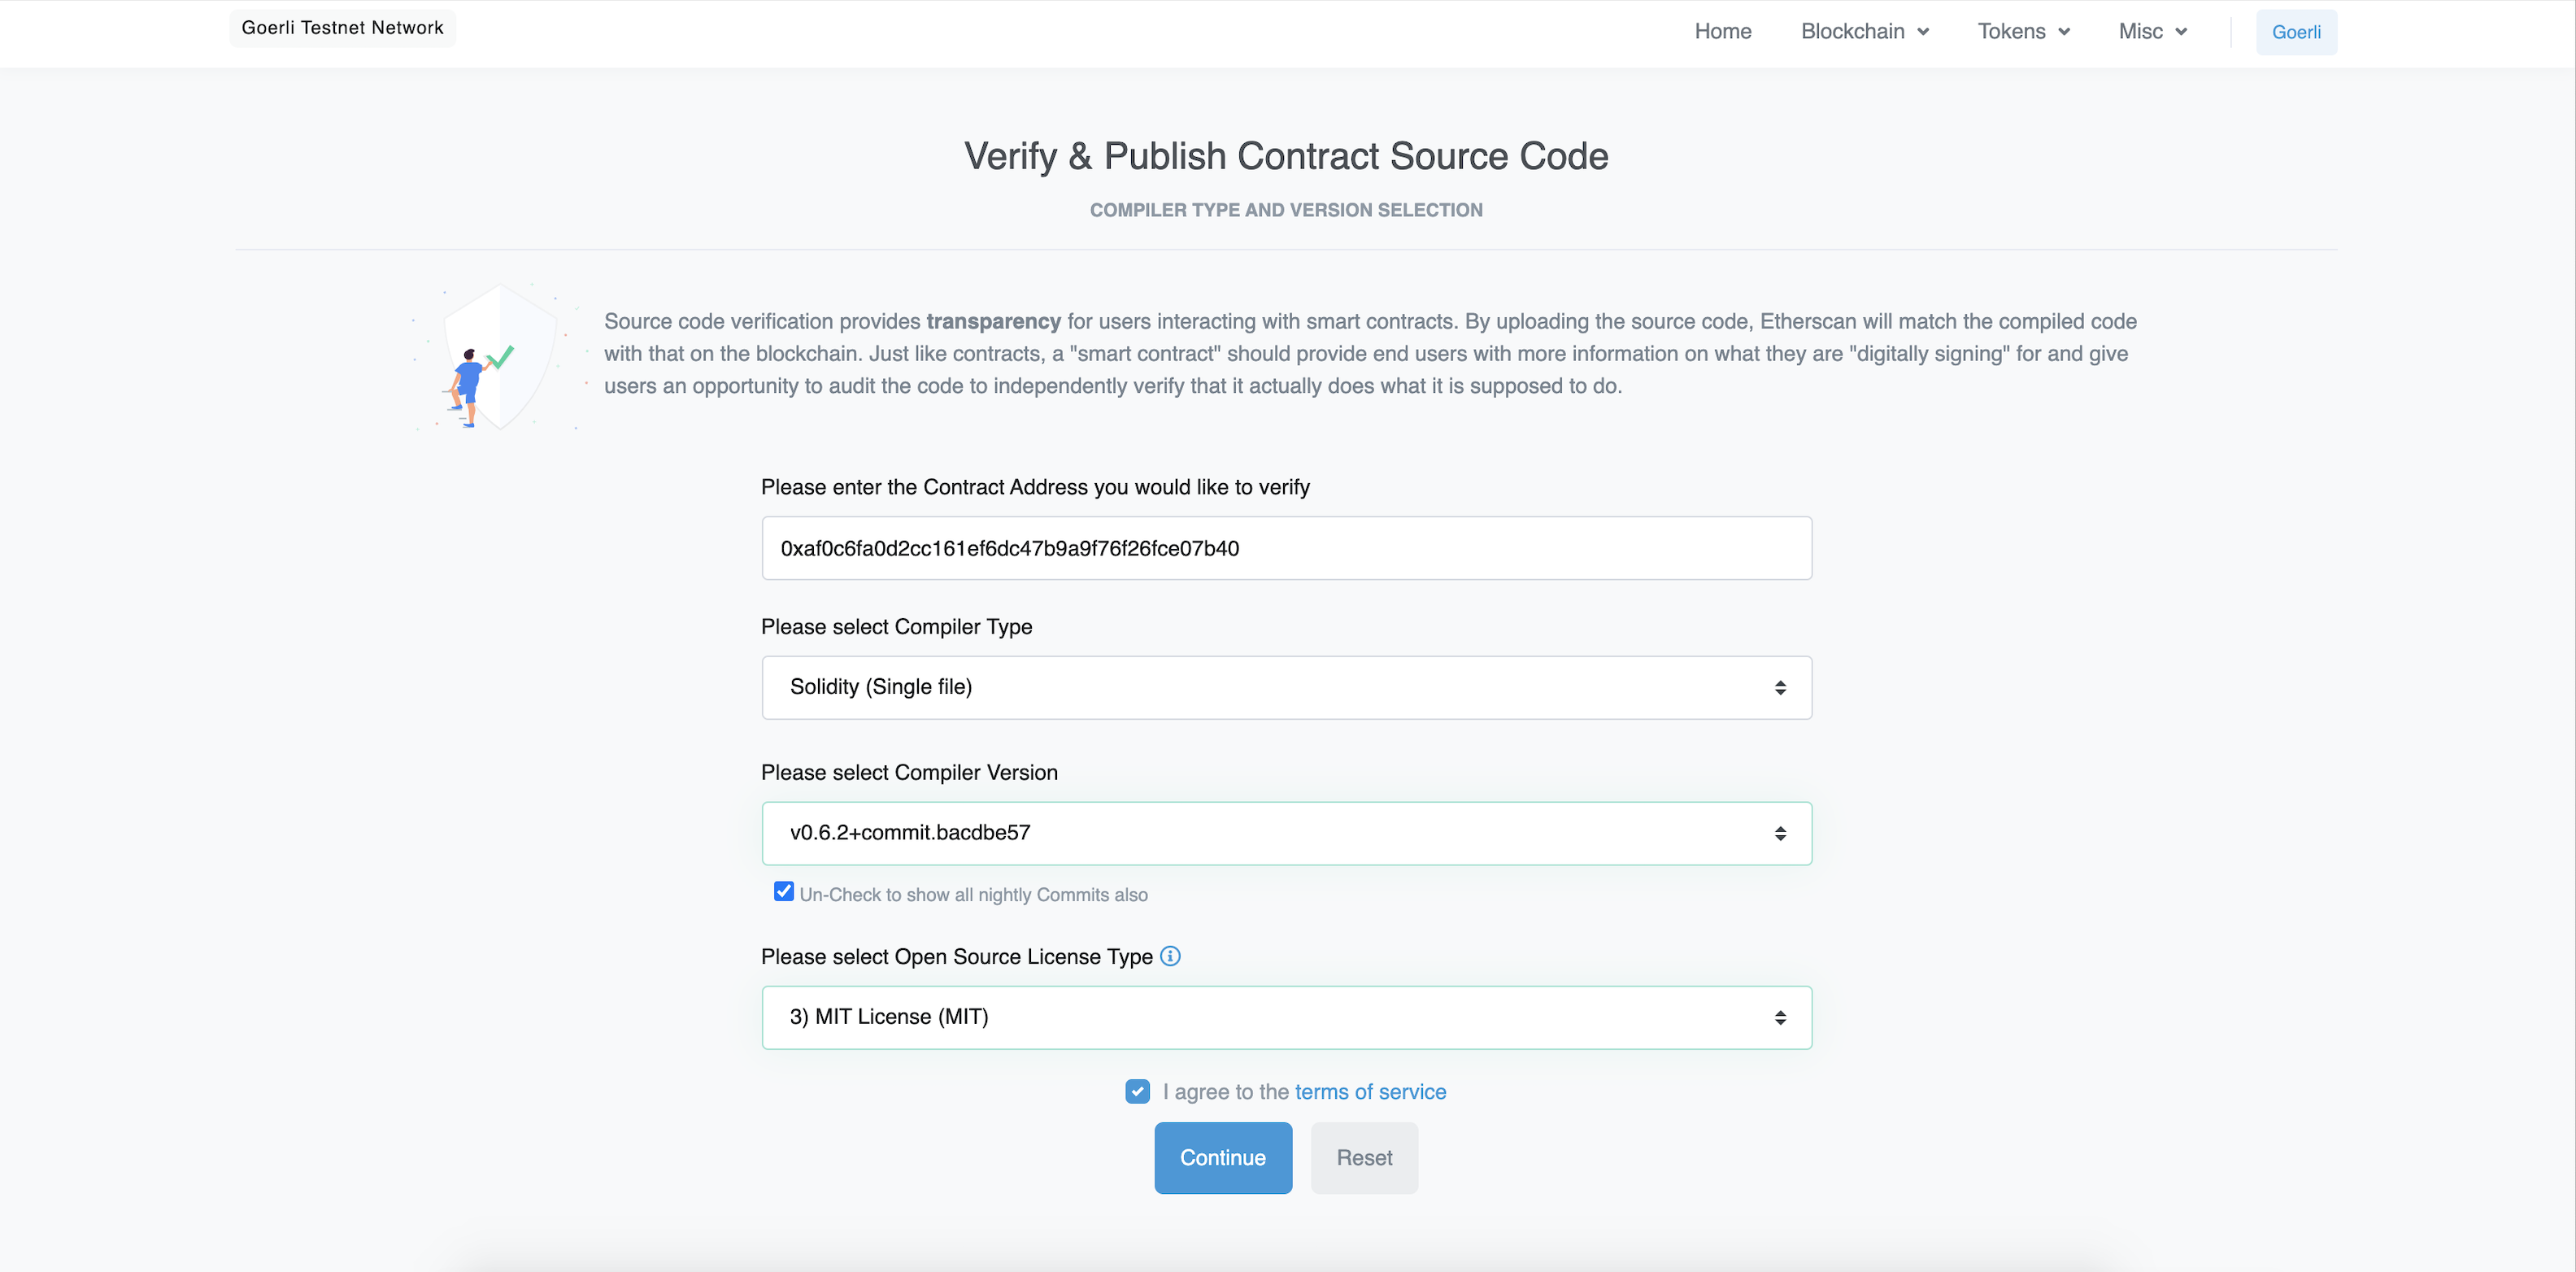 Goerli Testnet Network
Home Blockchain Tokens Misc Goerli
Verify & Publish Contract Source Code
COMPILER TYPE AND VERSION SELECTION
Source code verification provides transparency for users interacting with smart contracts. By uploading the source code, Etherscan will match the compiled code
with that on the blockchain. Just like contracts, a "smart contract" should provide end users with more information on what they are "digitally signing" for and give
users an opportunity to audit the code to independently verify that it actually does what it is supposed to do.
Please enter the Contract Address you would like to verify
0xaf0c6fa0d2cc161ef6dc47b9a9f76f26fce07b40
Please select Compiler Type
Solidity (Single file)
Please select Compiler Version
v0.6.2+commit.bacdbe57
Un-Check to show all nightly Commits also
Please select Open Source License Type
3) MIT License (MIT)
I agree to the terms of service
Continue Reset